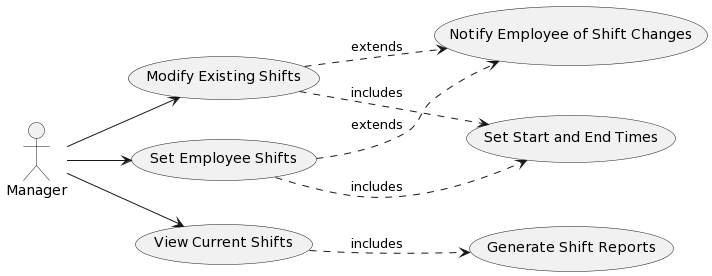 Notify Employee of Shift Changes
extends
Modify Existing Shifts
includes
extends
Set Start and End Times
Set Employee Shifts
Manager
includes
View Current Shifts
includes
Generate Shift Reports